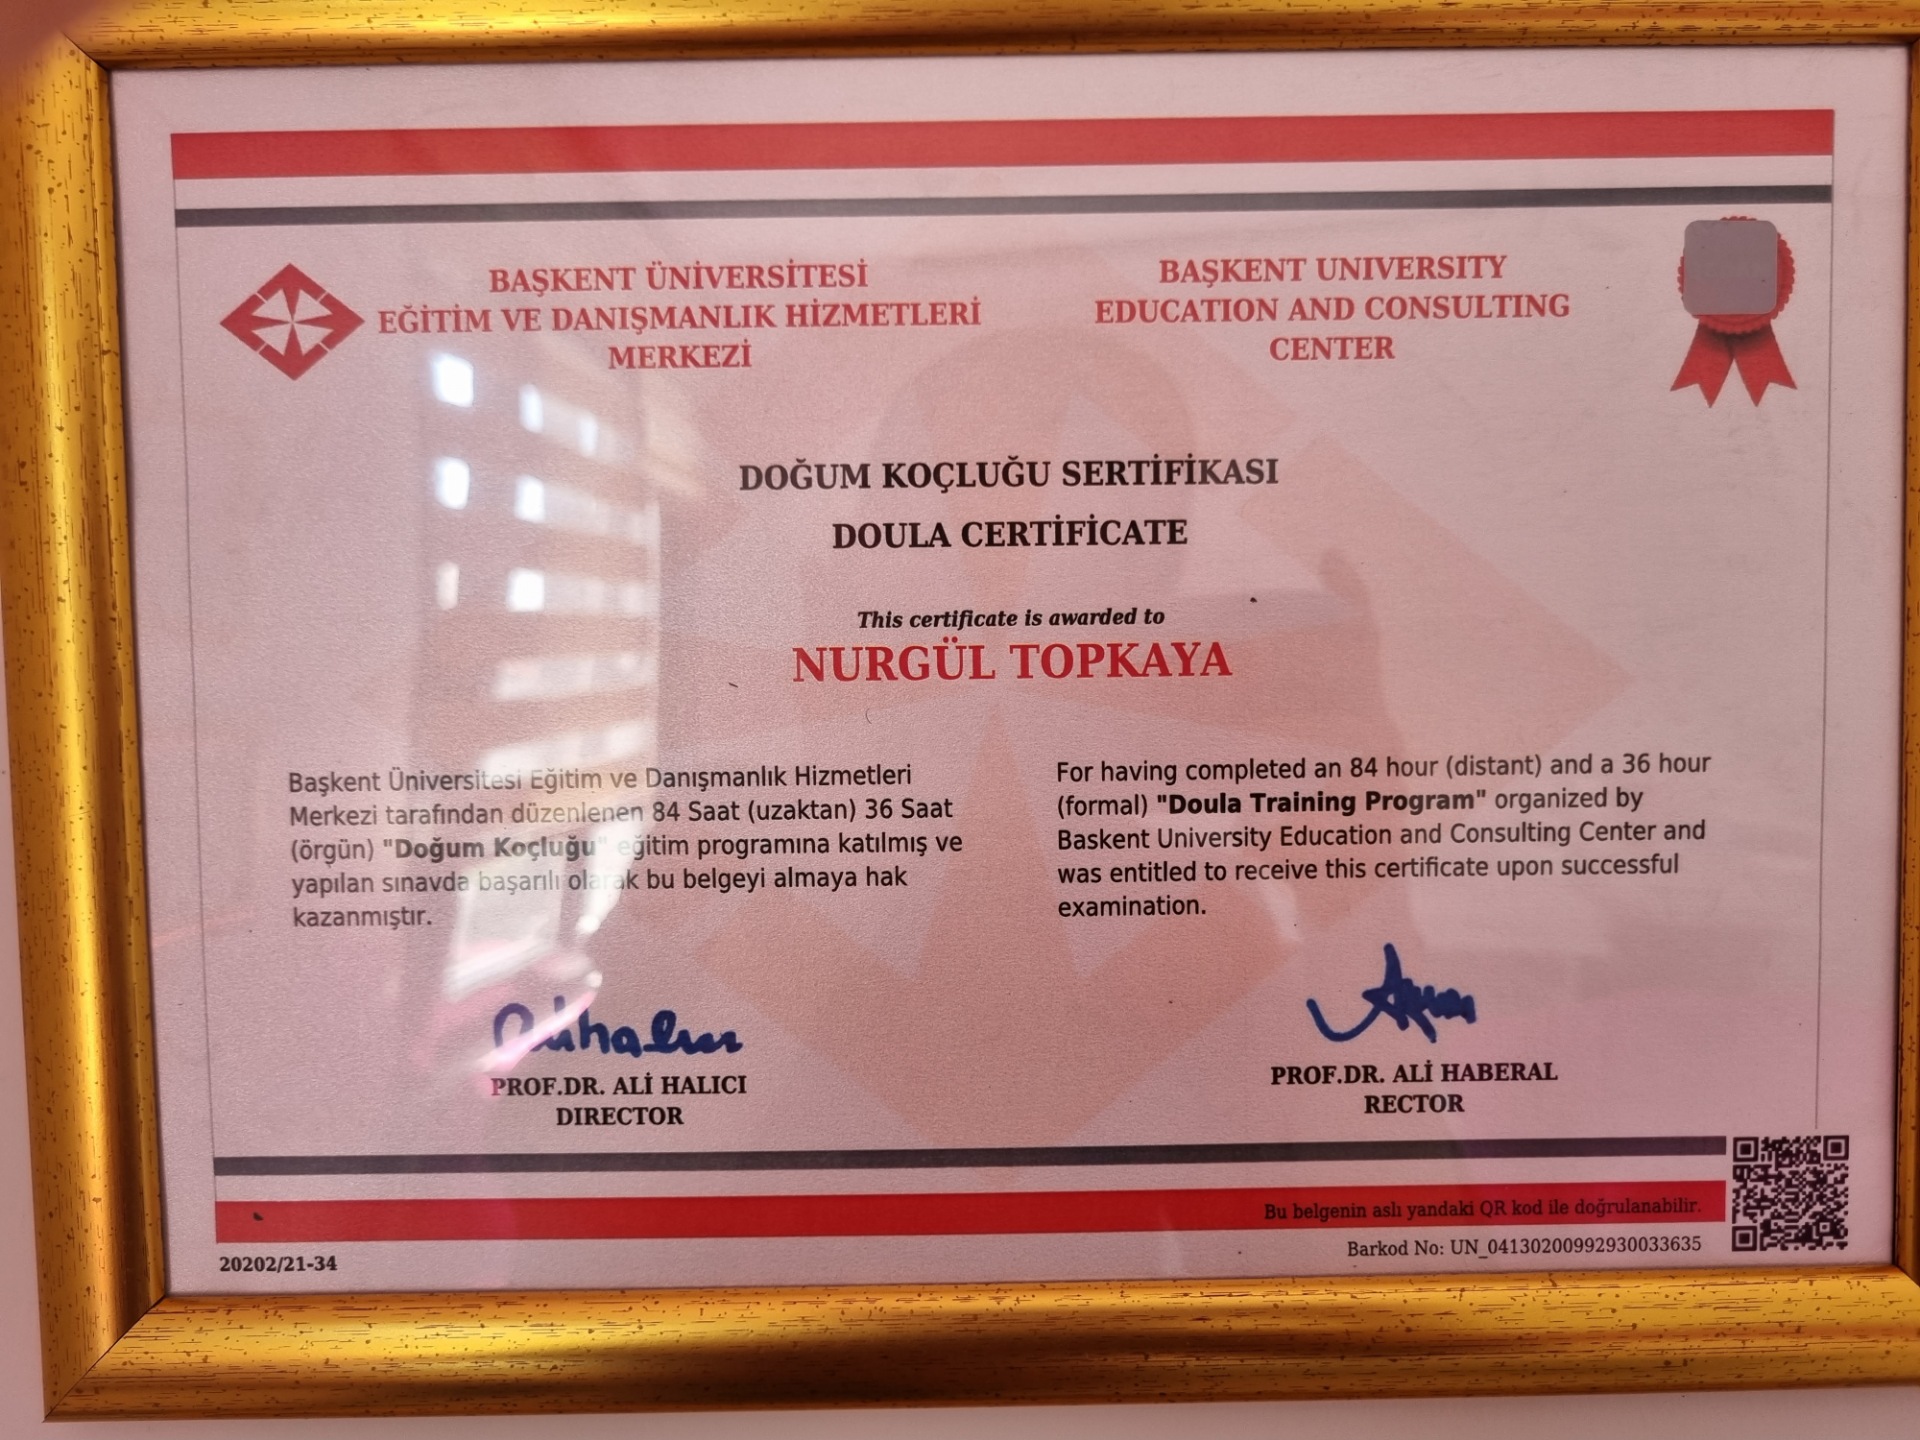 BAŞKENT ÜNİVERSİTESİ
EĞİTİM VE DANIŞMANLIK HİZMETLERİ
MERKEZİ
BAŞKENT UNIVERSITY
EDUCATION AND CONSULTING
CENTER
DOĞUM KOÇLUĞU SERTİFİKASI
DOULA CERTİFİCATE
This certificate is awarded to
NURGÜL TOPKAYA
Başkent Üniversitesi Eğitim ve Danışmanlık Hizmetleri
Merkezi tarafından düzenlenen 84 Saat (uzaktan) 36 Saat
(örgün) "Doğum Koçluğu" eğitim programına katılmış ve
yapılan sınavda başarılı olarak bu belgeyi almaya hak
kazanmıştır.
For having completed an 84 hour (distant) and a 36 hour
(formal) "Doula Training Program" organized by
Baskent University Education and Consulting Center and
was entitled to receive this certificate upon successful
examination.
PROF.DR. ALİ HALICI
DIRECTOR
PROF.DR. ALİ HABERAL
RECTOR
Bu belgenin aslı yandaki QR kod ile doğrulanabilir.
Barkod No: UN_04130200992930033635
20202/21-34